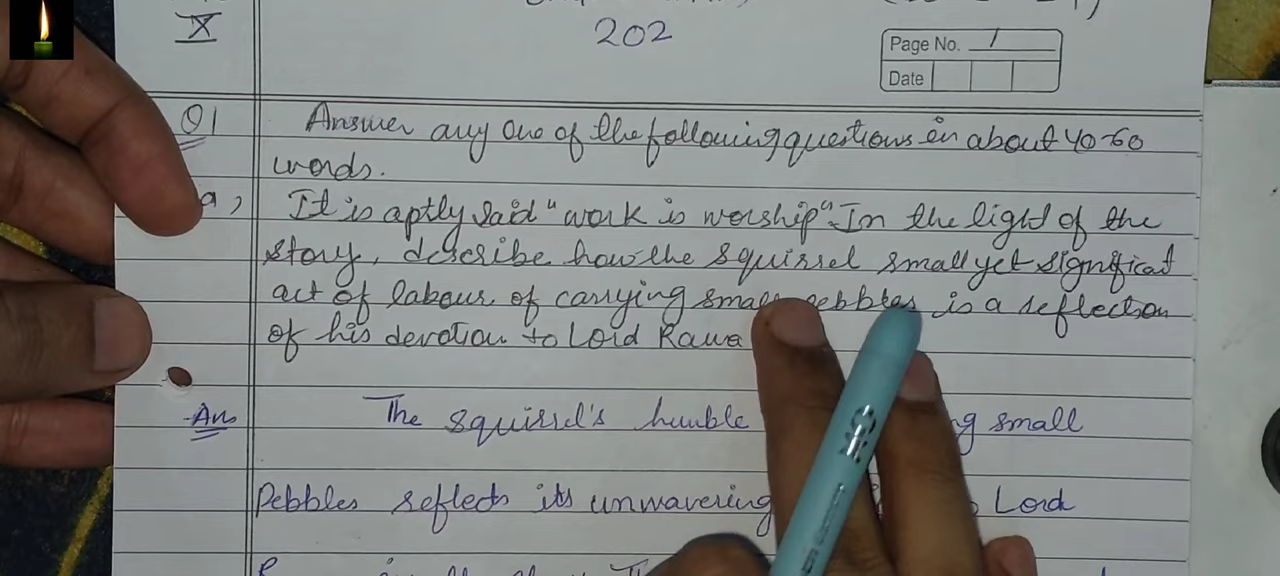 X
202
Page No. 1
Date
Q1 Answer any one of the following questions in about 40-60
words.
a, It is aptly said "work is worship". In the light of the
story, describe how the squirrel small yet significat
act of labour of carrying small pebbles is a reflection
of his devotion to Lord Rama
Ans The squirrel's humble small
Pebbles reflects its unwavering Lord